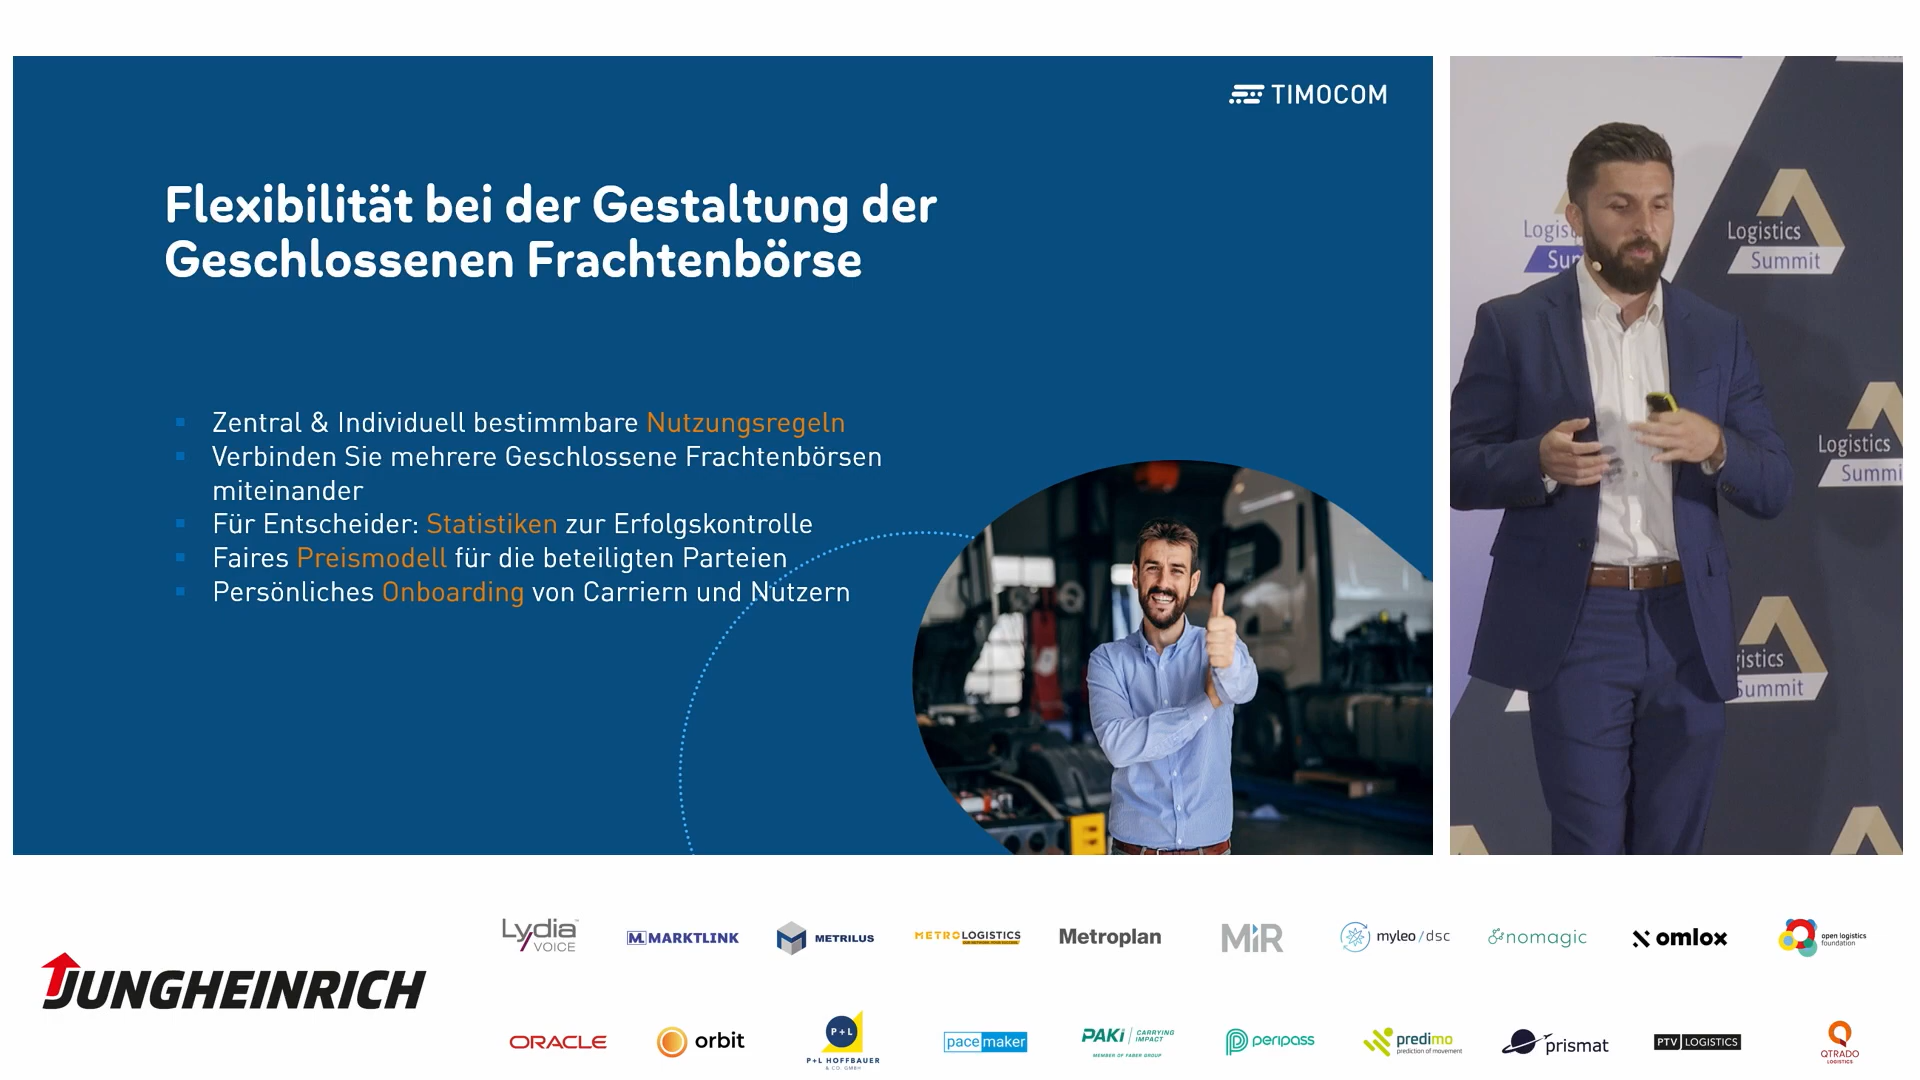 TIMOCOM
Flexibilität bei der Gestaltung der
Geschlossenen Frachtenbörse
Zentral & Individuell bestimmbare Nutzungsregeln
Verbinden Sie mehrere Geschlossene Frachtenbörsen
miteinander
Für Entscheider: Statistiken zur Erfolgskontrolle
Faires Preismodell für die beteiligten Parteien
Persönliches Onboarding von Carriern und Nutzern
Logistics
Summit
Logistics
Summi
istics
Summit
JUNGHEINRICH
Lydia
VOICE
M MARKTLINK
METRILUS
METROLOGISTICS
Metroplan
MiR
myleo / dsc
nomagic
omlox
open logistics
foundation
ORACLE
orbit
P+L
P+L HOFFBAUER
& CO. GMBH
pacemaker
PAKi CARRYING
IMPACT
MEMBER OF FABER GROUP
peripass
predimo
prediction of movement
prismat
PTV LOGISTICS
QTRADO
LOGISTICS